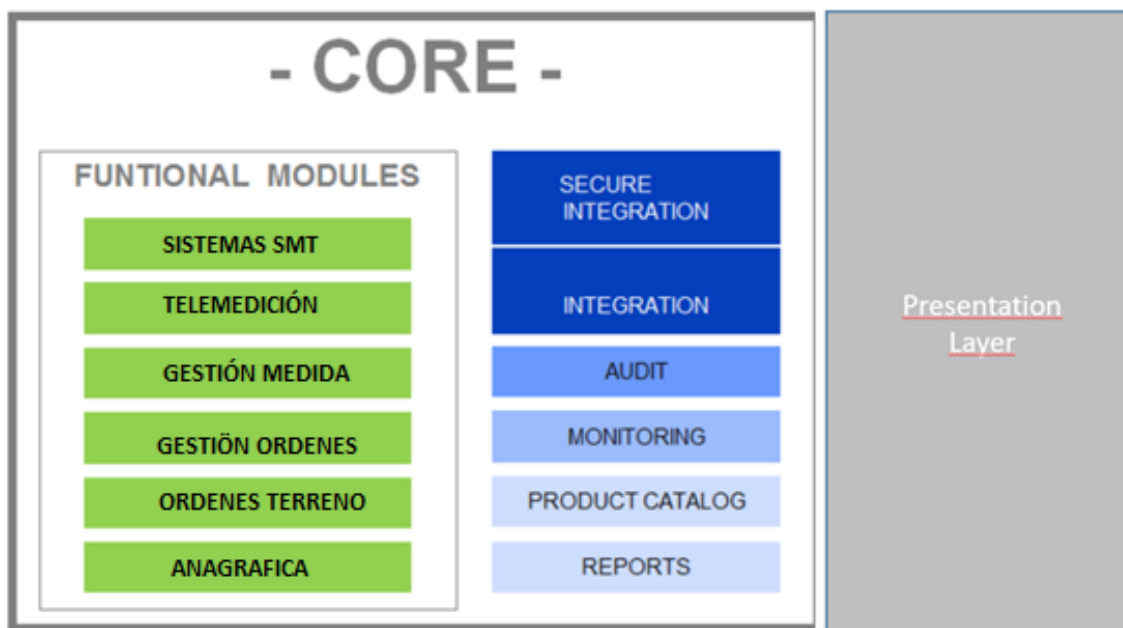 - CORE -
FUNTIONAL MODULES
SISTEMAS SMT
TELEMEDICIÓN
GESTIÓN MEDIDA
GESTIÖN ORDENES
ORDENES TERRENO
ANAGRAFICA
SECURE
INTEGRATION
INTEGRATION
AUDIT
MONITORING
PRODUCT CATALOG
REPORTS
Presentation
Layer